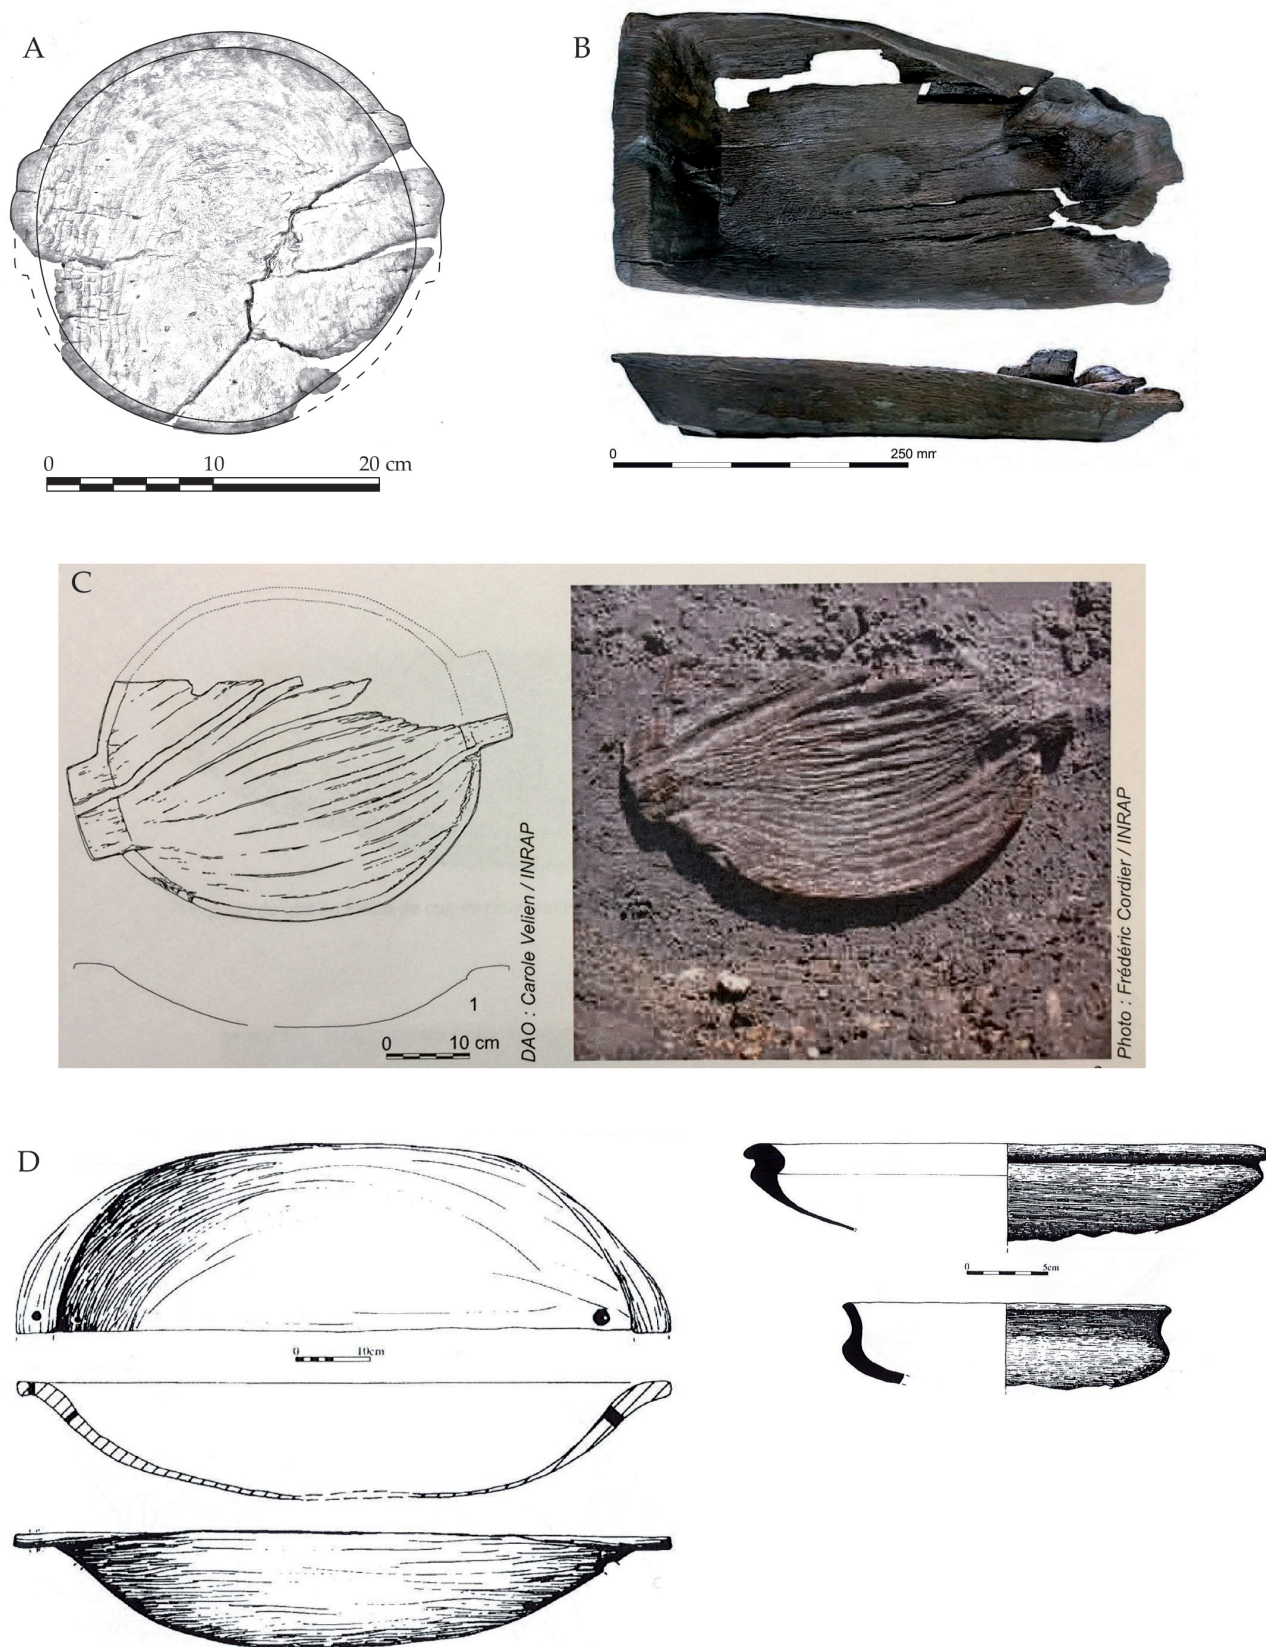 A
B
0 10 20 cm
0 250 mm
C
1
0 10 cm
DAO : Carole Velien / INRAP
Photo : Frédéric Cordier / INRAP
D
0 10cm
0 5cm